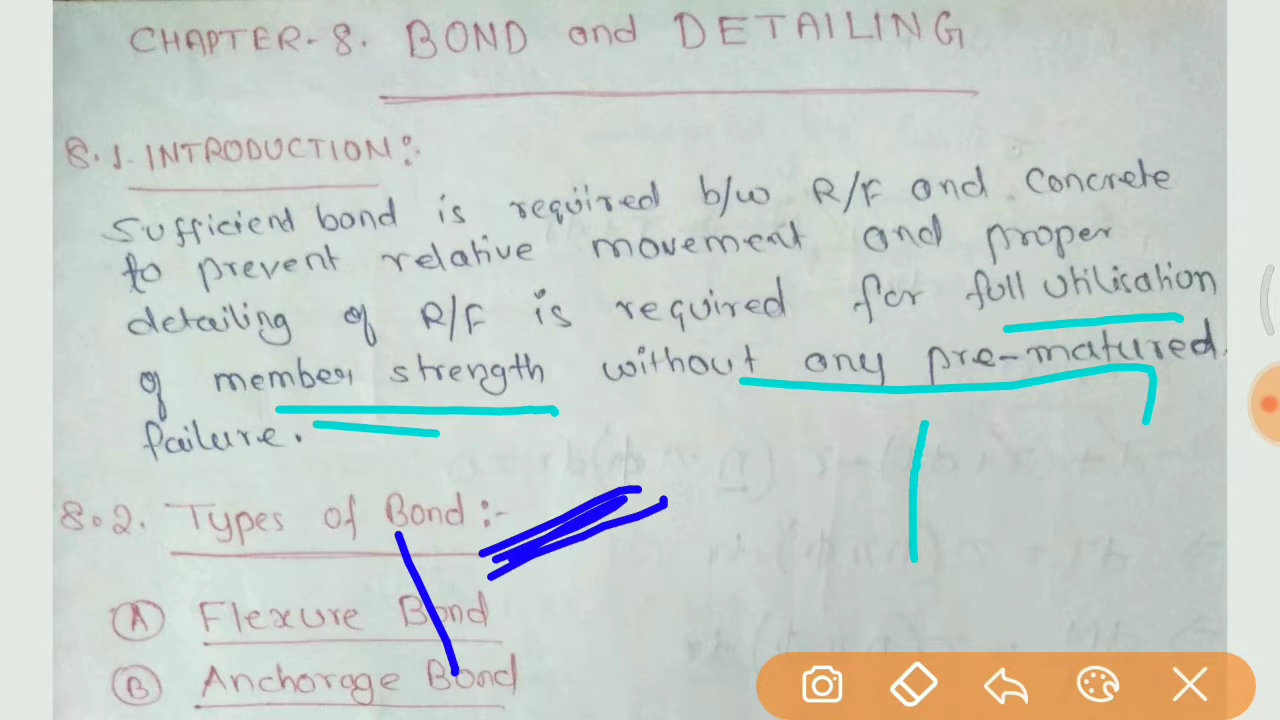 CHAPTER-8. BOND and DETAILING
8.1. INTRODUCTION:
Sufficient bond is required b/w R/F and concrete
to prevent relative movement and proper
detailing of R/F is required for full utilisation
of member strength without any pre-matured
failure.
8.2. Types of Bond:-
A Flexure Bond
B Anchorage Bond